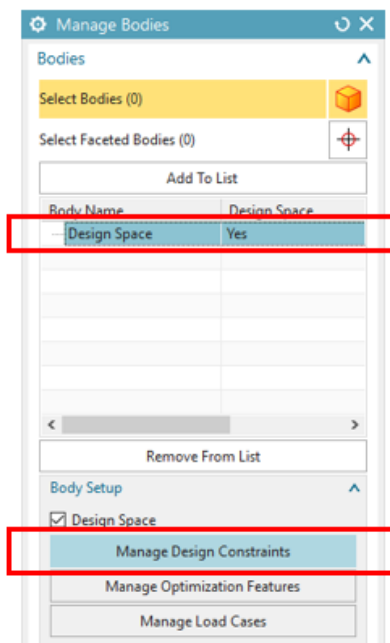 Manage Bodies
Bodies
Select Bodies (0)
Select Faceted Bodies (0)
Add To List
Body Name Design Space
Design Space Yes
Remove From List
Body Setup
Design Space
Manage Design Constraints
Manage Optimization Features
Manage Load Cases